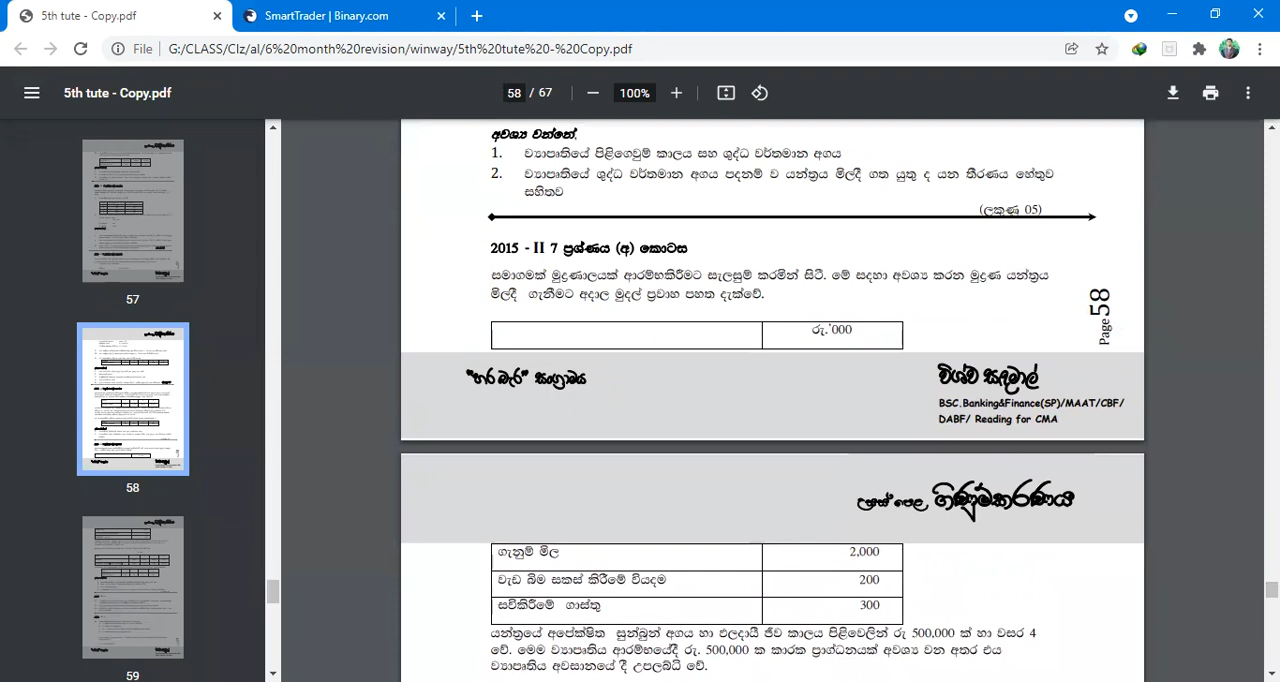 5th tute - Copy.pdf
SmartTrader | Binary.com
File
G:/CLASS/Clz/al/6%20month%20revision/winway/5th%20tute%20-%20Copy.pdf
5th tute - Copy.pdf
58 / 67
100%
57
58
59
අවශ්‍ය වන්නේ,
1. ව්‍යාපෘතියේ පිළිගෙවුම් කාලය සහ ශුද්ධ වර්තමාන අගය
2. ව්‍යාපෘතියේ ශුද්ධ වර්තමාන අගය පදනම් ව යන්ත්‍රය මිලදී ගත යුතු ද යන තීරණය හේතුව
සහිතව
(ලකුණු 05)
2015 - II 7 ප්‍රශ්ණය (අ) කොටස
සමාගමක් මුද්‍රණාලයක් ආරම්භකිරීමට සැලසුම් කරමින් සිටී. මේ සඳහා අවශ්‍ය කරන මුද්‍රණ යන්ත්‍රය
මිලදී ගැනීමට අදාල මුදල් ප්‍රවාහ පහත දැක්වේ.
රු.'000
Page 58
"හරි බැරි" සංග්‍රාමය
විශ්ව සඳමාල්
BSC.Banking&Finance(SP)/MAAT/CBF/
DABF/ Reading for CMA
උසස් පෙළ ගිණුම්කරණය
ගැනුම් මිල 2,000
වැඩ බිම සකස් කිරීමේ වියදම 200
සවිකිරීමේ ගාස්තු 300
යන්ත්‍රයේ අපේක්ෂිත සුන්බුන් අගය හා ඵලදායී ජීව කාලය පිළිවෙලින් රු 500,000 ක් හා වසර 4
වේ. මෙම ව්‍යාපෘතිය ආරම්භයේදී රු. 500,000 ක කාරක ප්‍රාග්ධනයක් අවශ්‍ය වන අතර එය
ව්‍යාපෘතිය අවසානයේ දී උපලබ්ධි වේ.